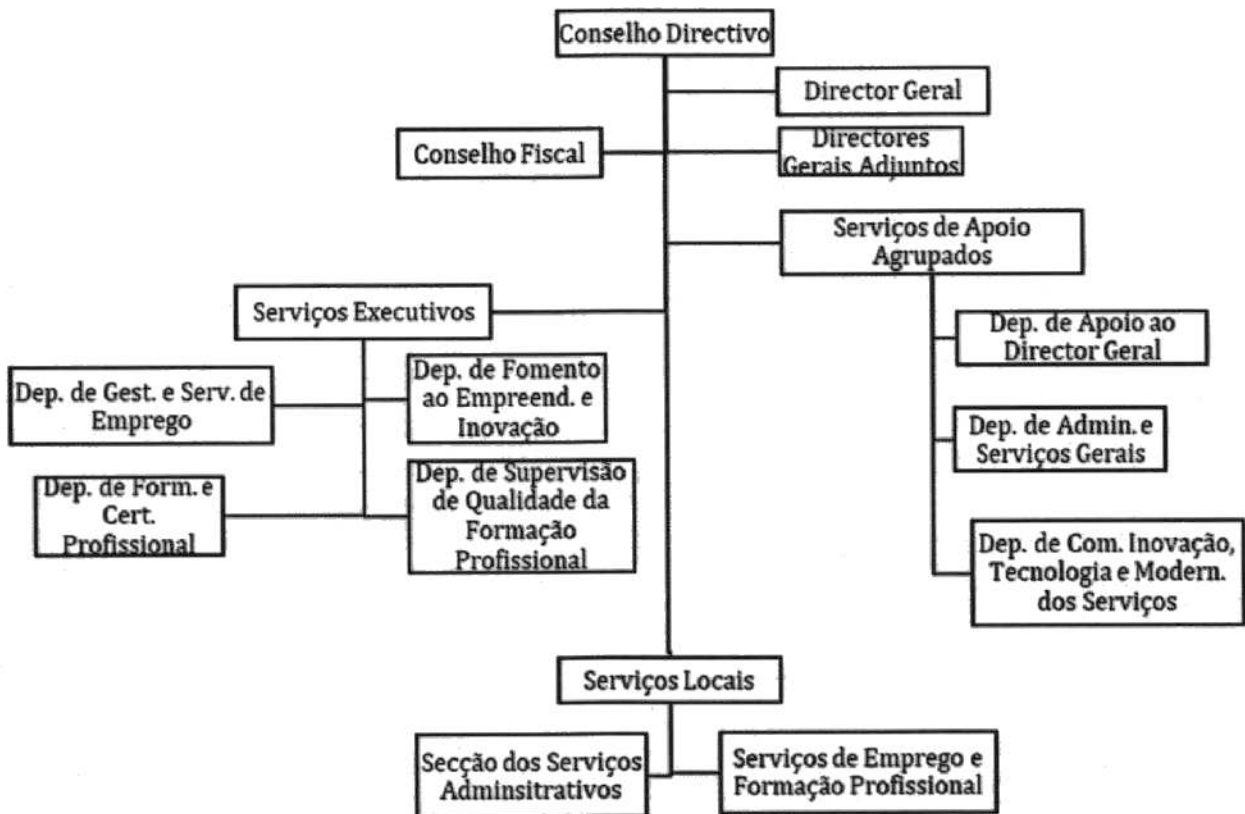 Conselho Directivo
Director Geral
Conselho Fiscal
Directores
Gerais Adjuntos
Serviços de Apoio
Agrupados
Serviços Executivos
Dep. de Apoio ao
Director Geral
Dep. de Gest. e Serv. de
Emprego
Dep. de Fomento
ao Empreend. e
Inovação
Dep. de Admin. e
Serviços Gerais
Dep. de Form. e
Cert.
Profissional
Dep. de Supervisão
de Qualidade da
Formação
Profissional
Dep. de Com. Inovação,
Tecnologia e Modern.
dos Serviços
Serviços Locais
Secção dos Serviços
Adminsitrativos
Serviços de Emprego e
Formação Profissional